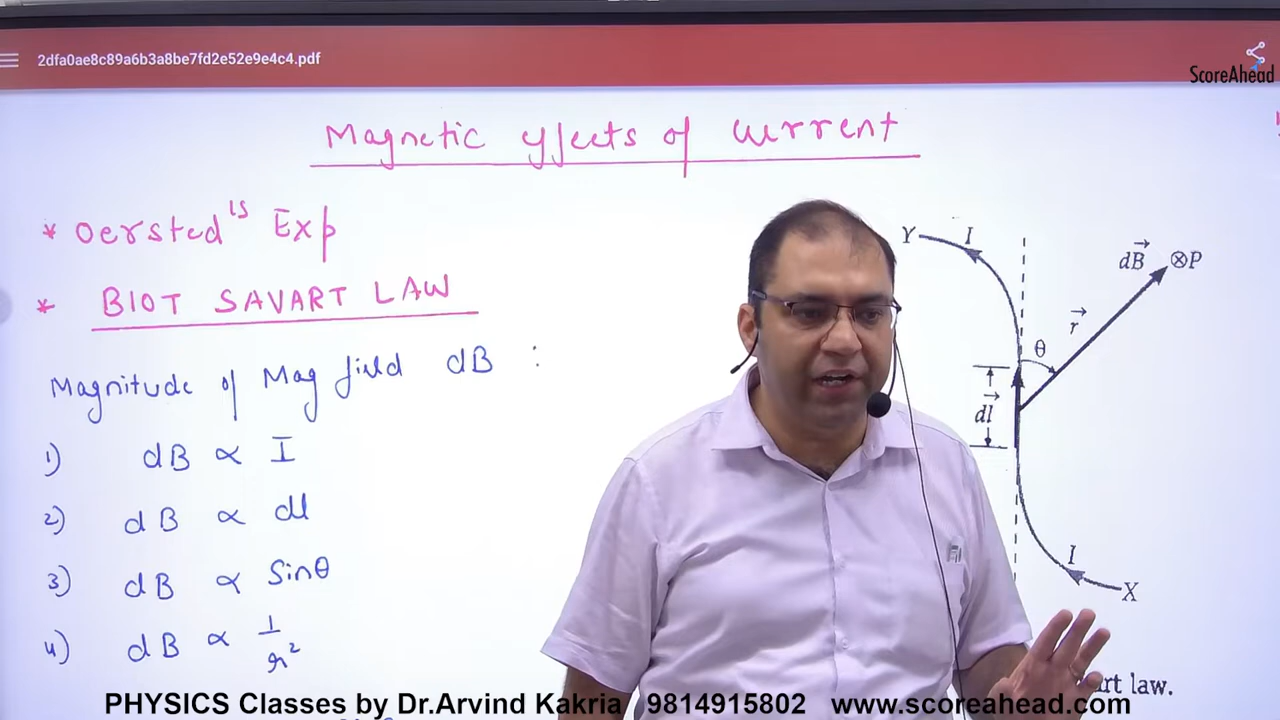 2dfa0ae8c89a6b3a8be7fd2e52e9e4c4.pdf
ScoreAhead
Magnetic effects of current
* Oersted's Exp
* BIOT SAVART LAW
Magnitude of Mag field dB :
1) dB ∝ I
2) dB ∝ dl
3) dB ∝ Sinθ
4) dB ∝ 1/r²
Y I
dB⃗ ⊗P
r⃗
θ
dl⃗
I
X
art law.
PHYSICS Classes by Dr.Arvind Kakria 9814915802 www.scoreahead.com